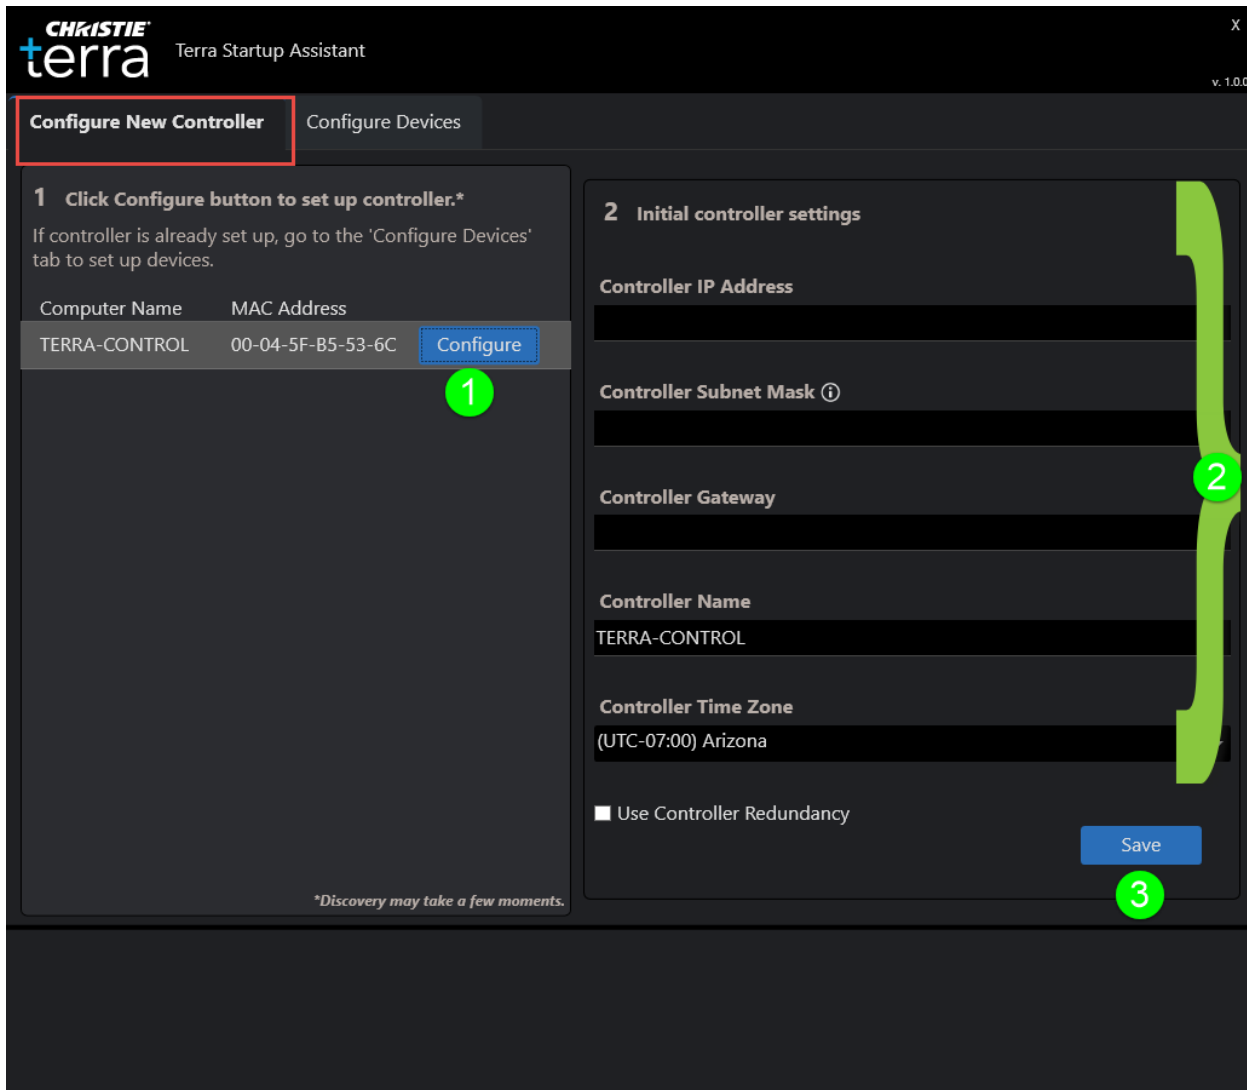 CHRISTIE
terra
Terra Startup Assistant
X
v. 1.0.0
Configure New Controller
Configure Devices
1 Click Configure button to set up controller.*
If controller is already set up, go to the 'Configure Devices'
tab to set up devices.
Computer Name MAC Address
TERRA-CONTROL 00-04-5F-B5-53-6C Configure
1
*Discovery may take a few moments.
2 Initial controller settings
Controller IP Address
Controller Subnet Mask
Controller Gateway
2
Controller Name
TERRA-CONTROL
Controller Time Zone
(UTC-07:00) Arizona
Use Controller Redundancy
Save
3